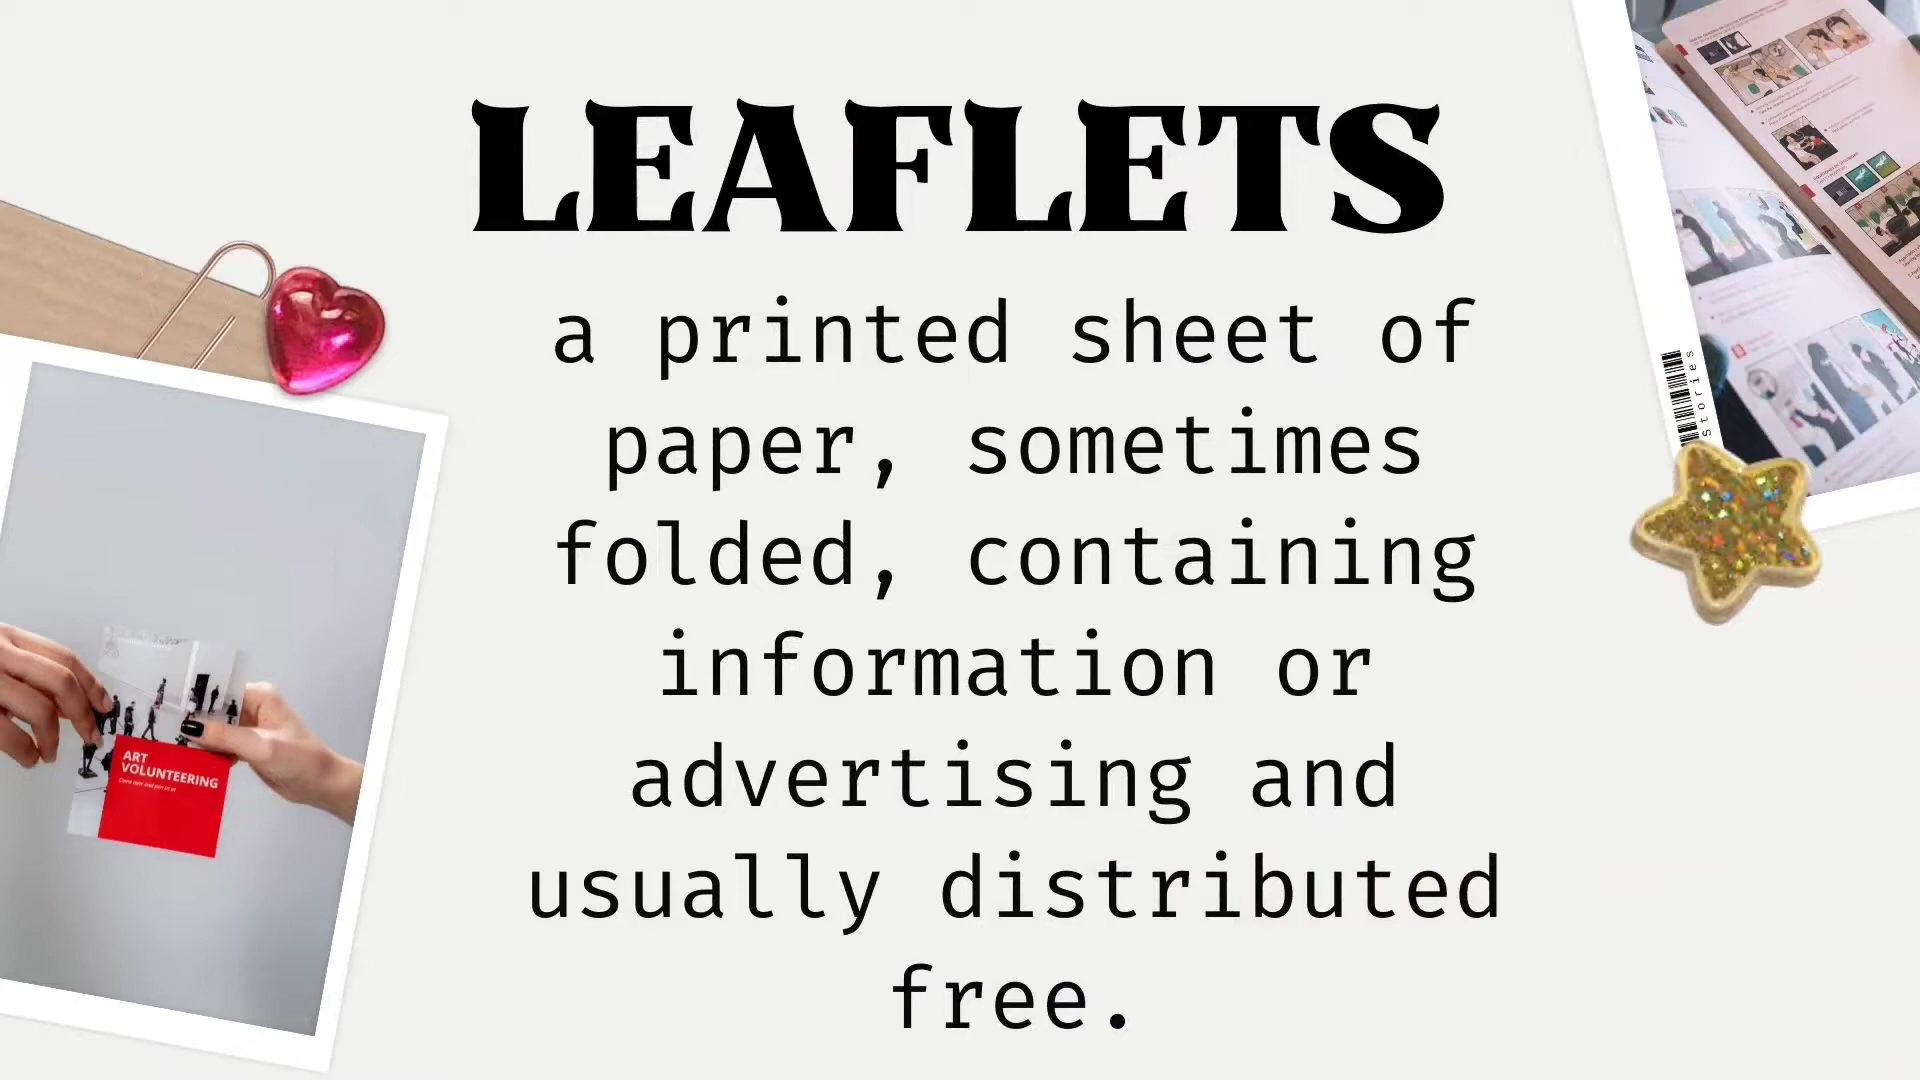 LEAFLETS
a printed sheet of
paper, sometimes
folded, containing
information or
advertising and
usually distributed
free.
ART
VOLUNTEERING
stories